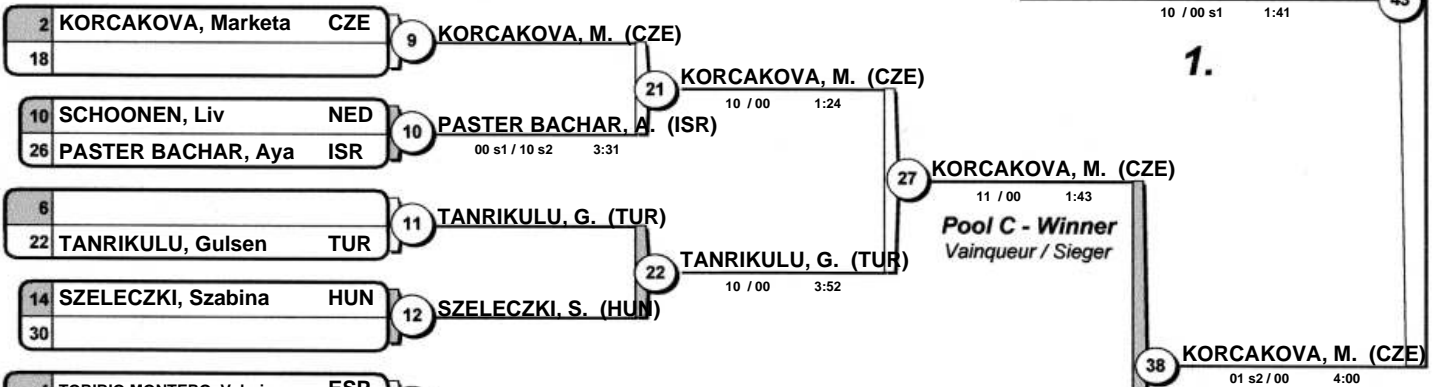 2 KORCAKOVA, Marketa CZE
18
9
KORCAKOVA, M. (CZE)
10 SCHOONEN, Liv NED
26 PASTER BACHAR, Aya ISR
10
PASTER BACHAR, A. (ISR)
00 s1 / 10 s2 3:31
21
KORCAKOVA, M. (CZE)
10 / 00 1:24
6
22 TANRIKULU, Gulsen TUR
11
TANRIKULU, G. (TUR)
14 SZELECZKI, Szabina HUN
30
12
SZELECZKI, S. (HUN)
22
TANRIKULU, G. (TUR)
10 / 00 3:52
27
KORCAKOVA, M. (CZE)
11 / 00 1:43
Pool C - Winner
Vainqueur / Sieger
10 / 00 s1 1:41
1.
38
KORCAKOVA, M. (CZE)
01 s2 / 00 4:00
ESP